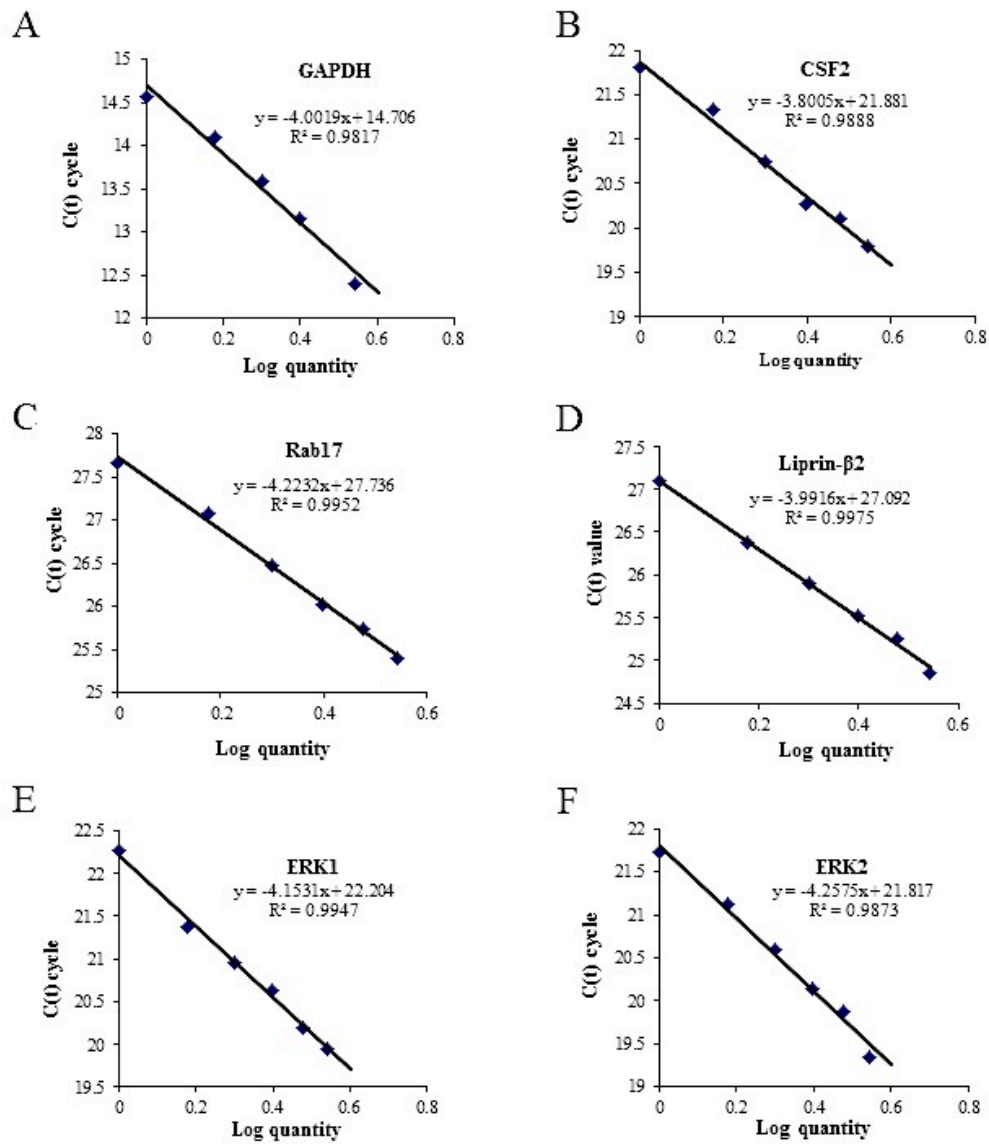 A
GAPDH
y = -4.0019x + 14.706
R² = 0.9817
C(t) cycle
15
14.5
14
13.5
13
12.5
12
0 0.2 0.4 0.6 0.8
Log quantity
B
CSF2
y = -3.8005x + 21.881
R² = 0.9888
C(t) cycle
22
21.5
21
20.5
20
19.5
19
0 0.2 0.4 0.6 0.8
Log quantity
C
Rab17
y = -4.2232x + 27.736
R² = 0.9952
C(t) cycle
28
27.5
27
26.5
26
25.5
25
0 0.2 0.4 0.6
Log quantity
D
Liprin-β2
y = -3.9916x + 27.092
R² = 0.9975
C(t) value
27.5
27
26.5
26
25.5
25
24.5
0 0.2 0.4 0.6
Log quantity
E
ERK1
y = -4.1531x + 22.204
R² = 0.9947
C(t) cycle
22.5
22
21.5
21
20.5
20
19.5
0 0.2 0.4 0.6 0.8
Log quantity
F
ERK2
y = -4.2575x + 21.817
R² = 0.9873
C(t) cycle
22
21.5
21
20.5
20
19.5
19
0 0.2 0.4 0.6 0.8
Log quantity